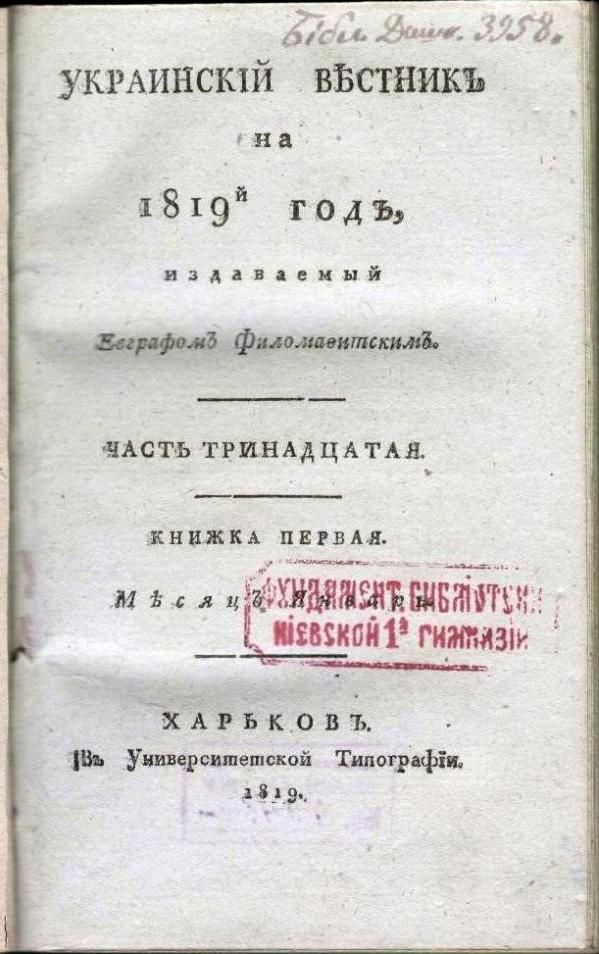 Бібл. Даш. 3958.
УКРАИНСКІЙ ВѢСТНИКЪ
на
1819й ГОДЪ,
издаваемый
Евграфомъ Филомаѳитскимъ.
ЧАСТЬ ТРИНАДЦАТАЯ.
КНИЖКА ПЕРВАЯ.
Мѣсяцъ Январь
ФУНДАМЕНТ. БИБЛІОТЕКИ
КІЕВСКОЙ 1й ГИМНАЗІИ
ХАРЬКОВЪ.
Въ Университетской Типографіи.
1819.